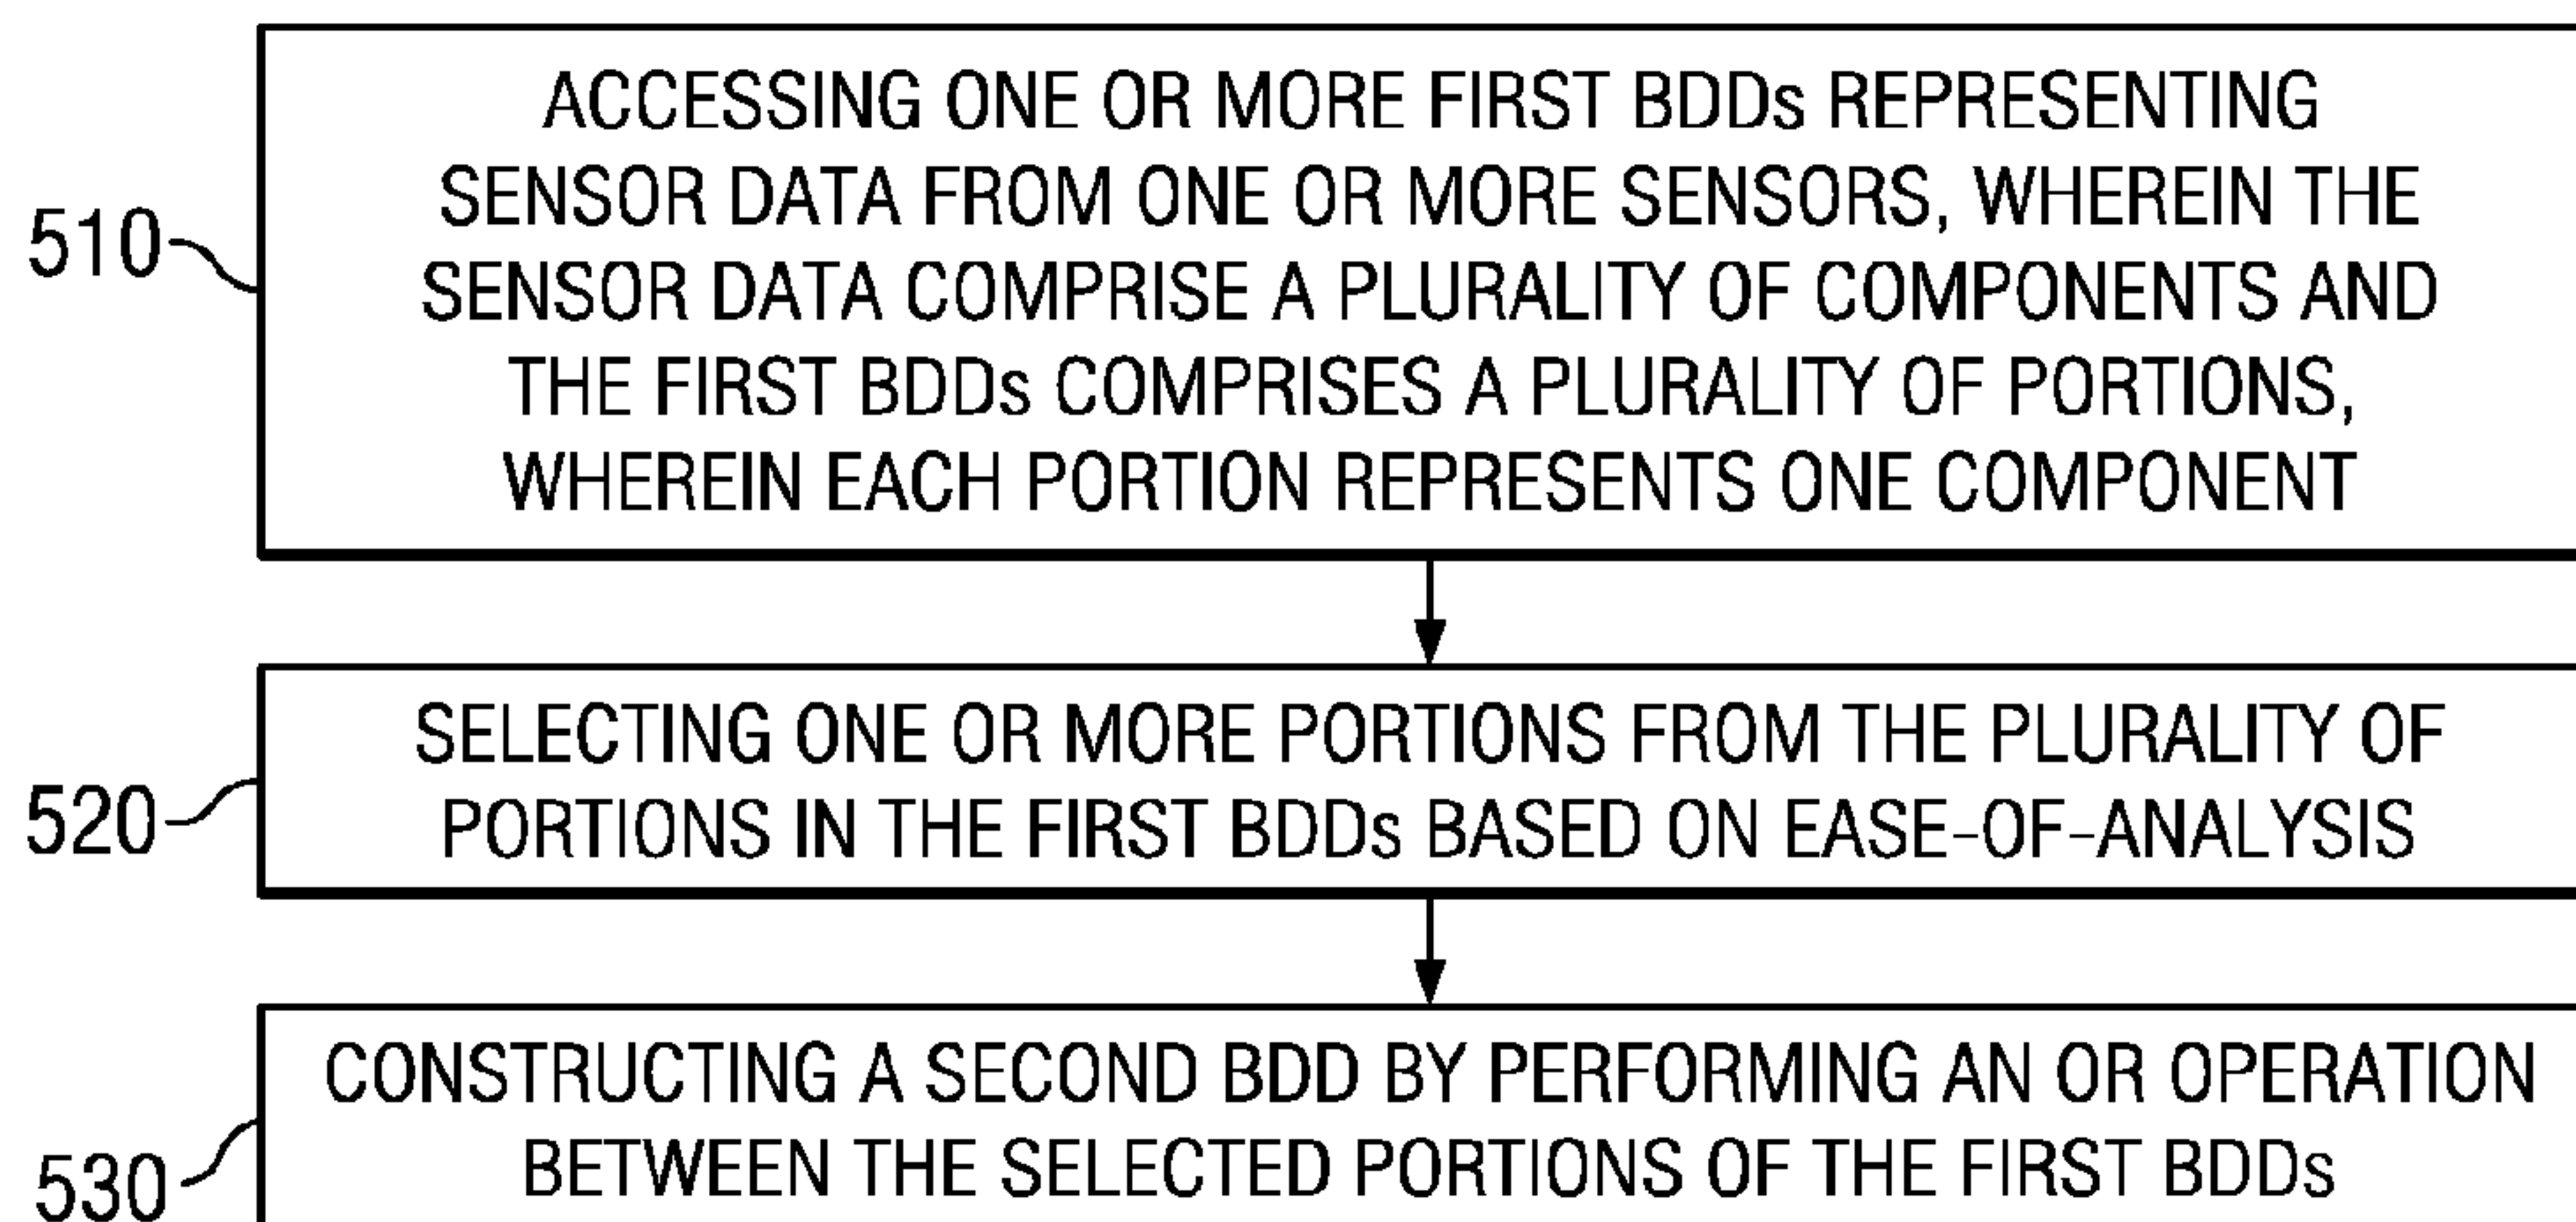 ACCESSING ONE OR MORE FIRST BDDs REPRESENTING
SENSOR DATA FROM ONE OR MORE SENSORS, WHEREIN THE
SENSOR DATA COMPRISE A PLURALITY OF COMPONENTS AND
THE FIRST BDDs COMPRISES A PLURALITY OF PORTIONS,
WHEREIN EACH PORTION REPRESENTS ONE COMPONENT
510
SELECTING ONE OR MORE PORTIONS FROM THE PLURALITY OF
PORTIONS IN THE FIRST BDDs BASED ON EASE-OF-ANALYSIS
520
CONSTRUCTING A SECOND BDD BY PERFORMING AN OR OPERATION
BETWEEN THE SELECTED PORTIONS OF THE FIRST BDDs
530